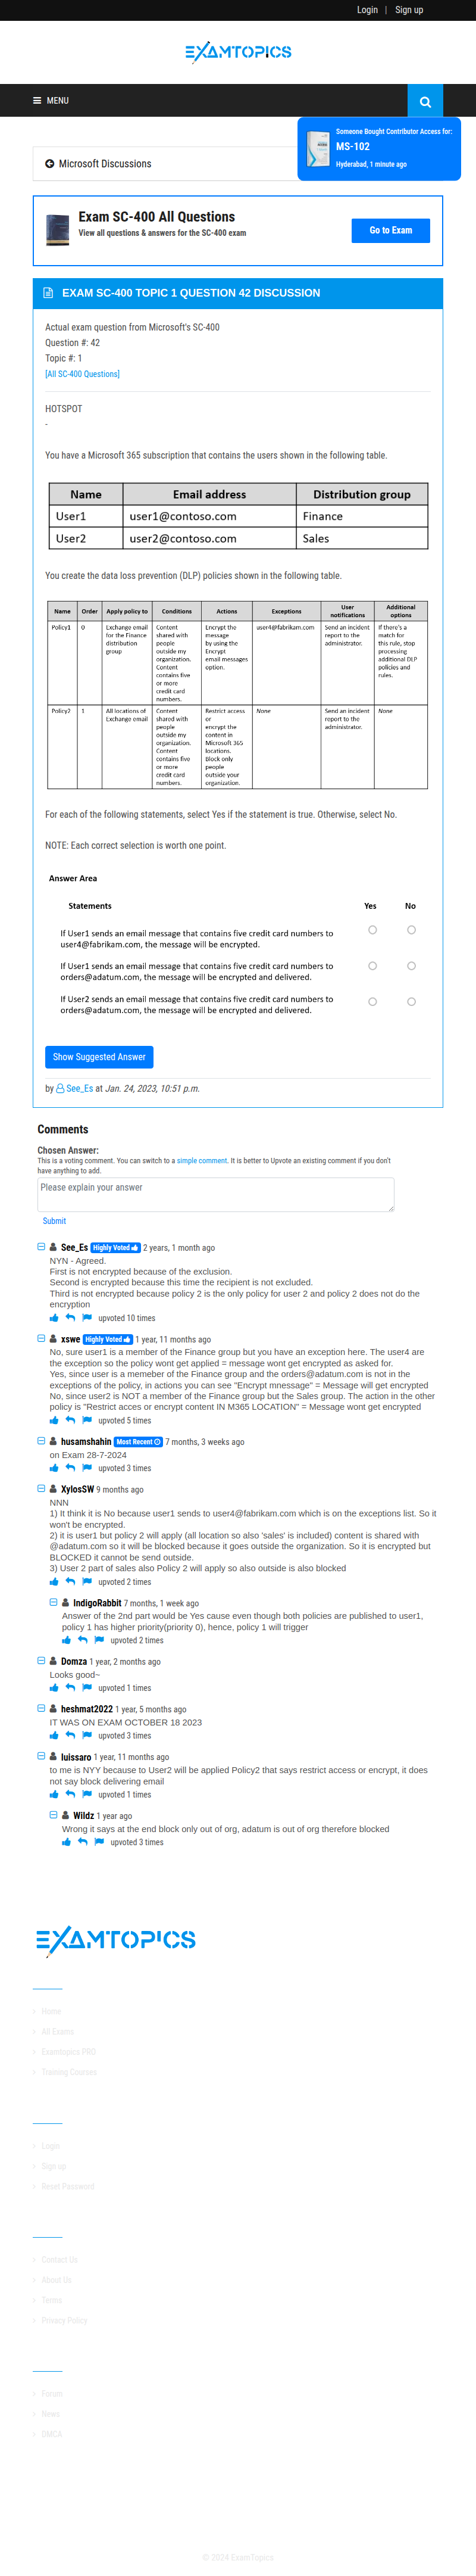 Login | Sign up
EXAMTOPICS
MENU
Someone Bought Contributor Access for:
MS-102
Hyderabad, 1 minute ago
Microsoft Discussions
Exam SC-400 All Questions
View all questions & answers for the SC-400 exam
Go to Exam
EXAM SC-400 TOPIC 1 QUESTION 42 DISCUSSION
Actual exam question from Microsoft's SC-400
Question #: 42
Topic #: 1
[All SC-400 Questions]
HOTSPOT
-
You have a Microsoft 365 subscription that contains the users shown in the following table.
Name Email address Distribution group
User1 user1@contoso.com Finance
User2 user2@contoso.com Sales
You create the data loss prevention (DLP) policies shown in the following table.
Name Order Apply policy to Conditions Actions Exceptions User notifications Additional options
Policy1 0 Exchange email for the Finance distribution group Content shared with people outside my organization. Content contains five or more credit card numbers. Encrypt the message by using the Encrypt email messages option. user4@fabrikam.com Send an incident report to the administrator. If there's a match for this rule, stop processing additional DLP policies and rules.
Policy2 1 All locations of Exchange email Content shared with people outside my organization. Content contains five or more credit card numbers. Restrict access or encrypt the content in Microsoft 365 locations. Block only people outside your organization. None Send an incident report to the administrator. None
For each of the following statements, select Yes if the statement is true. Otherwise, select No.
NOTE: Each correct selection is worth one point.
Answer Area
Statements Yes No
If User1 sends an email message that contains five credit card numbers to
user4@fabrikam.com, the message will be encrypted.
If User1 sends an email message that contains five credit card numbers to
orders@adatum.com, the message will be encrypted and delivered.
If User2 sends an email message that contains five credit card numbers to
orders@adatum.com, the message will be encrypted and delivered.
Show Suggested Answer
by See_Es at Jan. 24, 2023, 10:51 p.m.
Comments
Chosen Answer:
This is a voting comment. You can switch to a simple comment. It is better to Upvote an existing comment if you don't
have anything to add.
Please explain your answer
Submit
See_Es Highly Voted 2 years, 1 month ago
NYN - Agreed.
First is not encrypted because of the exclusion.
Second is encrypted because this time the recipient is not excluded.
Third is not encrypted because policy 2 is the only policy for user 2 and policy 2 does not do the
encryption
upvoted 10 times
xswe Highly Voted 1 year, 11 months ago
No, sure user1 is a member of the Finance group but you have an exception here. The user4 are
the exception so the policy wont get applied = message wont get encrypted as asked for.
Yes, since user is a memeber of the Finance group and the orders@adatum.com is not in the
exceptions of the policy, in actions you can see "Encrypt mnessage" = Message will get encrypted
No, since user2 is NOT a member of the Finance group but the Sales group. The action in the other
policy is "Restrict acces or encrypt content IN M365 LOCATION" = Message wont get encrypted
upvoted 5 times
husamshahin Most Recent 7 months, 3 weeks ago
on Exam 28-7-2024
upvoted 3 times
XylosSW 9 months ago
NNN
1) It think it is No because user1 sends to user4@fabrikam.com which is on the exceptions list. So it
won't be encrypted.
2) it is user1 but policy 2 will apply (all location so also 'sales' is included) content is shared with
@adatum.com so it will be blocked because it goes outside the organization. So it is encrypted but
BLOCKED it cannot be send outside.
3) User 2 part of sales also Policy 2 will apply so also outside is also blocked
upvoted 2 times
IndigoRabbit 7 months, 1 week ago
Answer of the 2nd part would be Yes cause even though both policies are published to user1,
policy 1 has higher priority(priority 0), hence, policy 1 will trigger
upvoted 2 times
Domza 1 year, 2 months ago
Looks good~
upvoted 1 times
heshmat2022 1 year, 5 months ago
IT WAS ON EXAM OCTOBER 18 2023
upvoted 3 times
luissaro 1 year, 11 months ago
to me is NYY because to User2 will be applied Policy2 that says restrict access or encrypt, it does
not say block delivering email
upvoted 1 times
Wildz 1 year ago
Wrong it says at the end block only out of org, adatum is out of org therefore blocked
upvoted 3 times
EXAMTOPICS
Home
All Exams
Examtopics PRO
Training Courses
Login
Sign up
Reset Password
Contact Us
About Us
Terms
Privacy Policy
Forum
News
DMCA
© 2024 ExamTopics